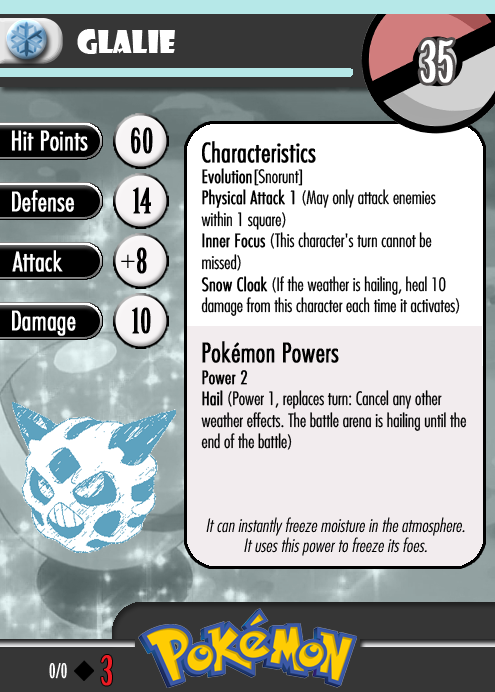 GLALIE
35
Hit Points 60
Defense 14
Attack +8
Damage 10
Characteristics
Evolution[Snorunt]
Physical Attack 1 (May only attack enemies
within 1 square)
Inner Focus (This character's turn cannot be
missed)
Snow Cloak (If the weather is hailing, heal 10
damage from this character each time it activates)
Pokémon Powers
Power 2
Hail (Power 1, replaces turn: Cancel any other
weather effects. The battle arena is hailing until the
end of the battle)
It can instantly freeze moisture in the atmosphere.
It uses this power to freeze its foes.
0/0 ◆ 3
POKéMON